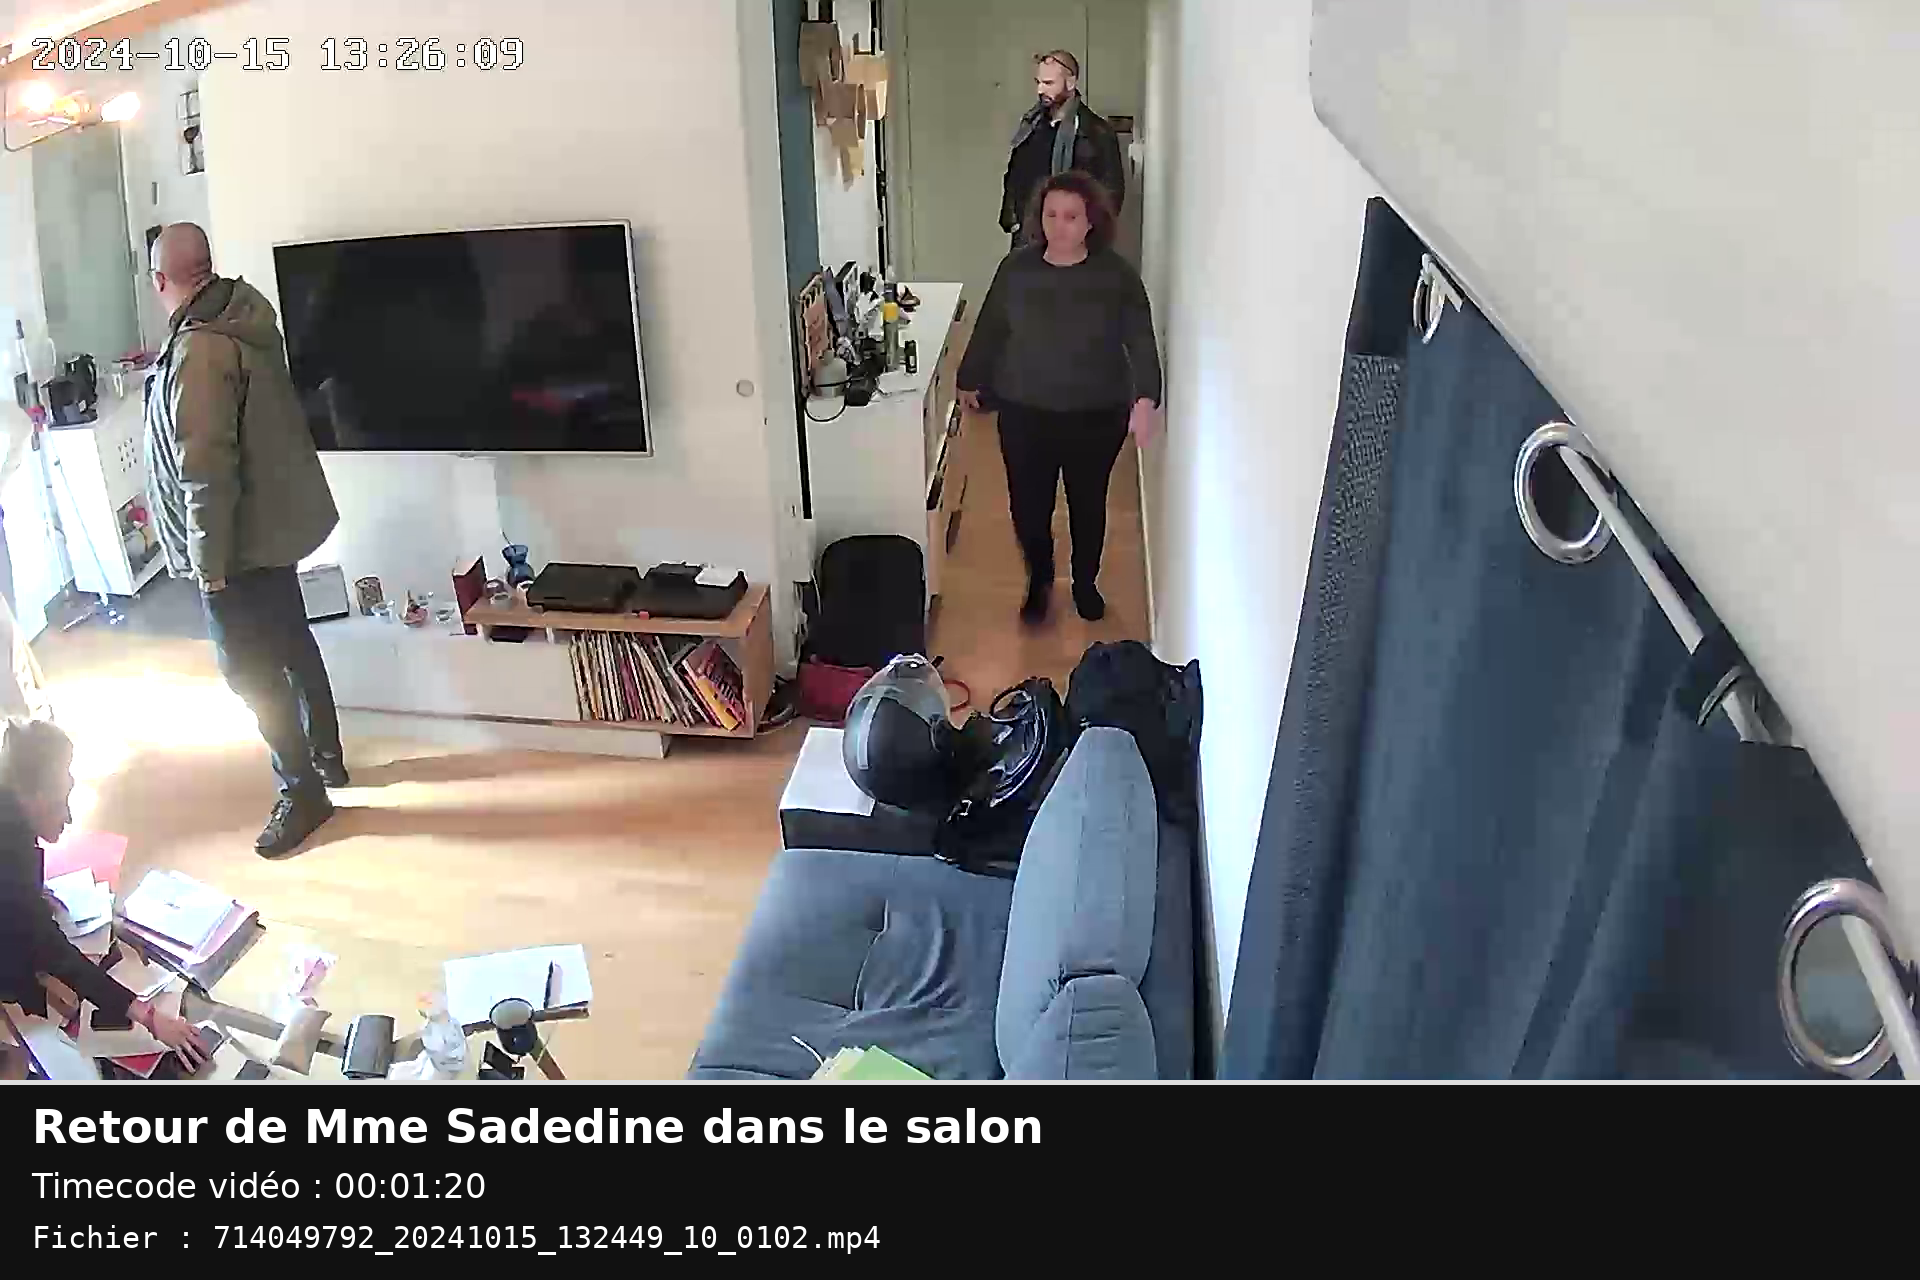 2024-10-15 13:26:09
Retour de Mme Sadedine dans le salon
Timecode vidéo : 00:01:20
Fichier : 714049792_20241015_132449_10_0102.mp4